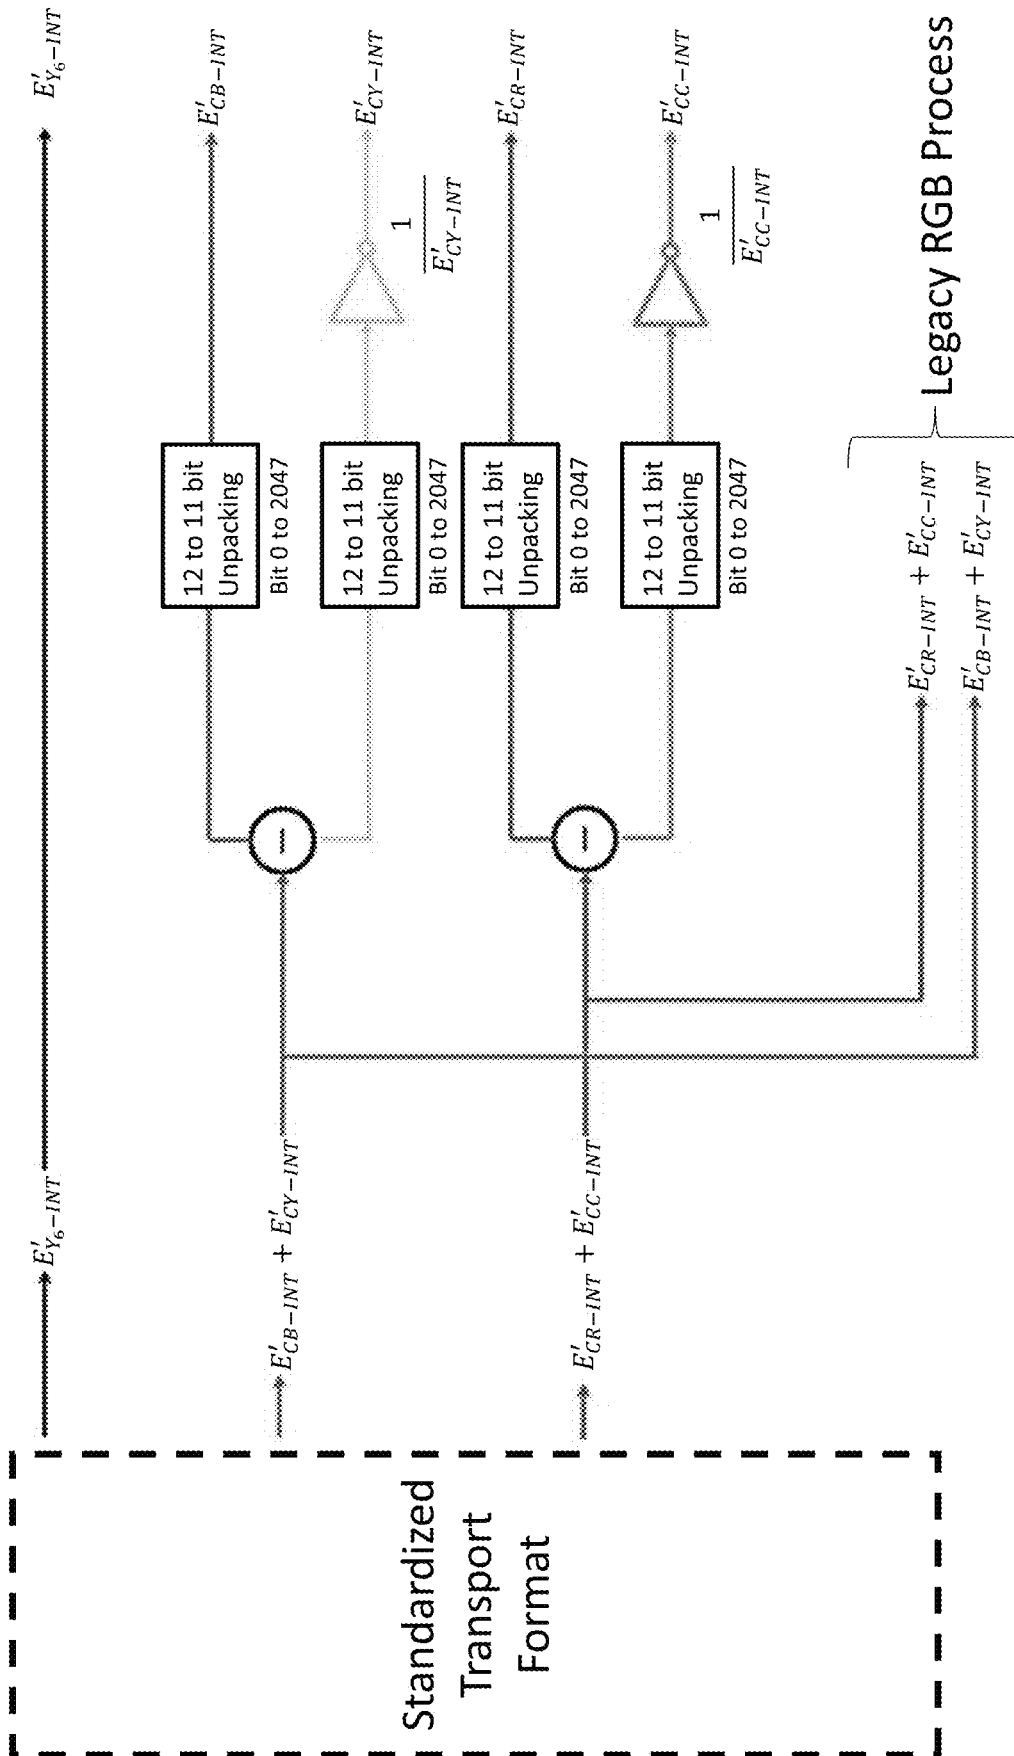 Standardized
Transport
Format
E'_{Y_6-INT}
E'_{CB-INT} + E'_{CY-INT}
E'_{CR-INT} + E'_{CC-INT}
E'_{Y_6-INT}
12 to 11 bit
Unpacking
Bit 0 to 2047
E'_{CB-INT}
12 to 11 bit
Unpacking
Bit 0 to 2047
1
E'_{CY-INT}
E'_{CY-INT}
12 to 11 bit
Unpacking
Bit 0 to 2047
E'_{CR-INT}
12 to 11 bit
Unpacking
Bit 0 to 2047
1
E'_{CC-INT}
E'_{CC-INT}
−
−
E'_{CR-INT} + E'_{CC-INT}
E'_{CB-INT} + E'_{CY-INT}
Legacy RGB Process